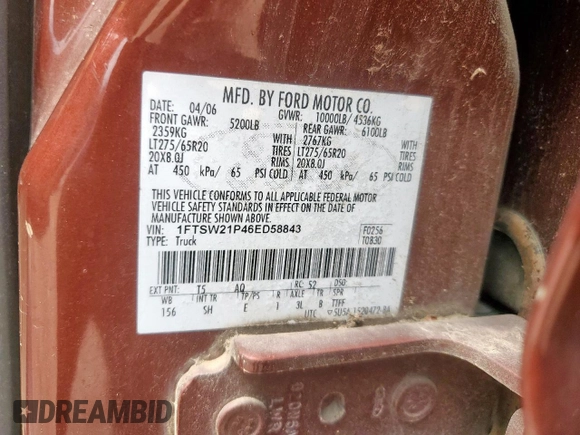 MFD. BY FORD MOTOR CO.
DATE: 04/06 GVWR: 10000LB/4536KG
FRONT GAWR: 5200LB REAR GAWR: 6100LB
2359KG WITH 2767KG WITH
LT275/65R20 TIRES LT275/65R20 TIRES
20X8.0J RIMS 20X8.0J RIMS
AT 450 kPa/ 65 PSI COLD AT 450 kPa/ 65 PSI COLD
THIS VEHICLE CONFORMS TO ALL APPLICABLE FEDERAL MOTOR
VEHICLE SAFETY STANDARDS IN EFFECT ON THE DATE OF
MANUFACTURE SHOWN ABOVE.
VIN: 1FTSW21P46ED58843 F0256
TYPE: Truck T0830
EXT PNT: T5 AQ RC: 52 DSO:
WB INT TR TP/PS R AXLE TR SPR
156 SH E 1 3L B TTFF
UTC
DREAMBID